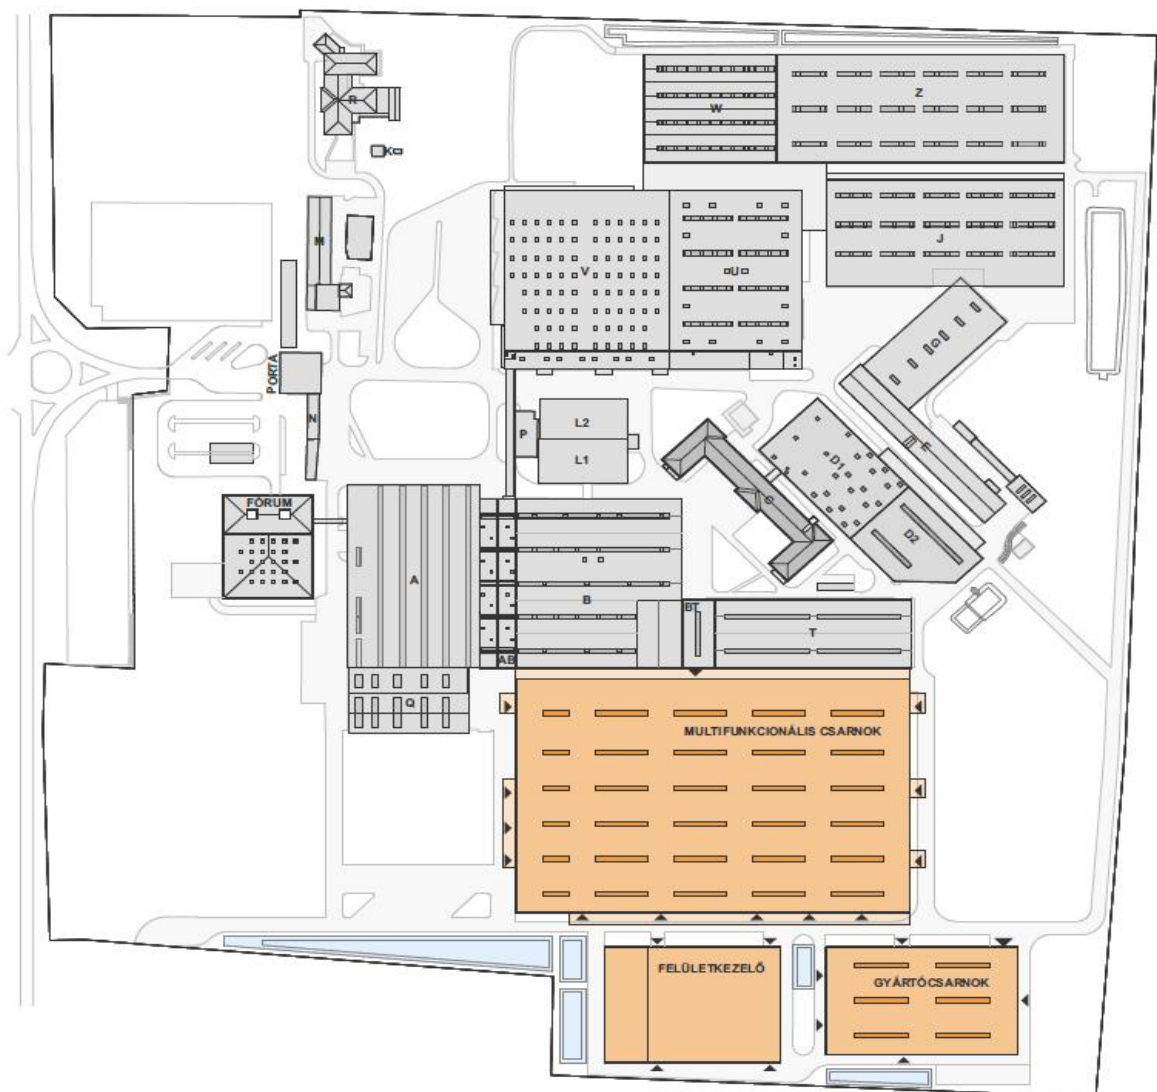 R
K
W
Z
M
J
V
U
G
PORTA
N
P
L2
L1
E
D1
C
D2
FÓRUM
A
B
AB
BT
T
Q
MULTIFUNKCIONÁLIS CSARNOK
FELÜLETKEZELŐ
GYÁRTÓCSARNOK